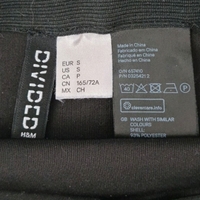 DIVIDED
H&M
EUR S
US S
CA P
CN 165/72A
MX CH
Made in China
Fabriqué en Chine
Hecho en China
WASH WITH SIMILAR
COLOURS
SHELL:
POLYESTER